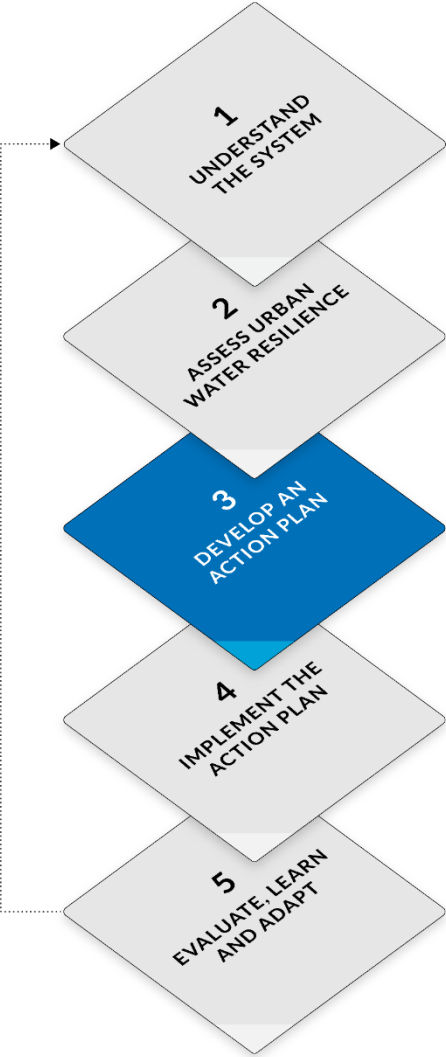 1
UNDERSTAND
THE SYSTEM
2
ASSESS URBAN
WATER RESILIENCE
3
DEVELOP AN
ACTION PLAN
4
IMPLEMENT THE
ACTION PLAN
5
EVALUATE, LEARN
AND ADAPT